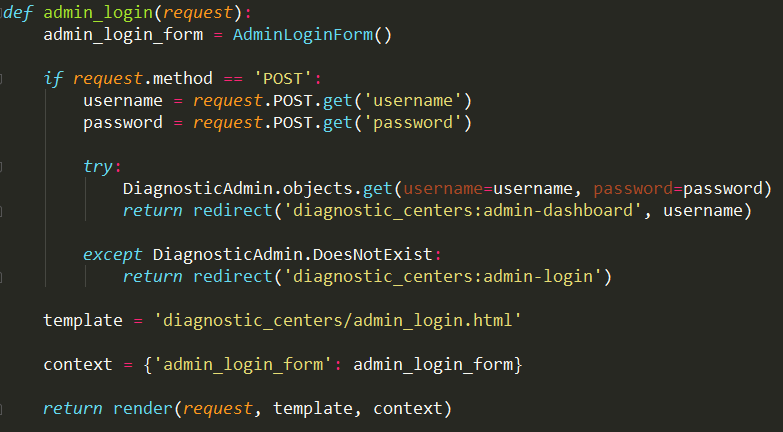 def admin_login(request):
    admin_login_form = AdminLoginForm()
    if request.method == 'POST':
        username = request.POST.get('username')
        password = request.POST.get('password')
        try:
            DiagnosticAdmin.objects.get(username=username, password=password)
            return redirect('diagnostic_centers:admin-dashboard', username)
        except DiagnosticAdmin.DoesNotExist:
            return redirect('diagnostic_centers:admin-login')
    template = 'diagnostic_centers/admin_login.html'
    context = {'admin_login_form': admin_login_form}
    return render(request, template, context)